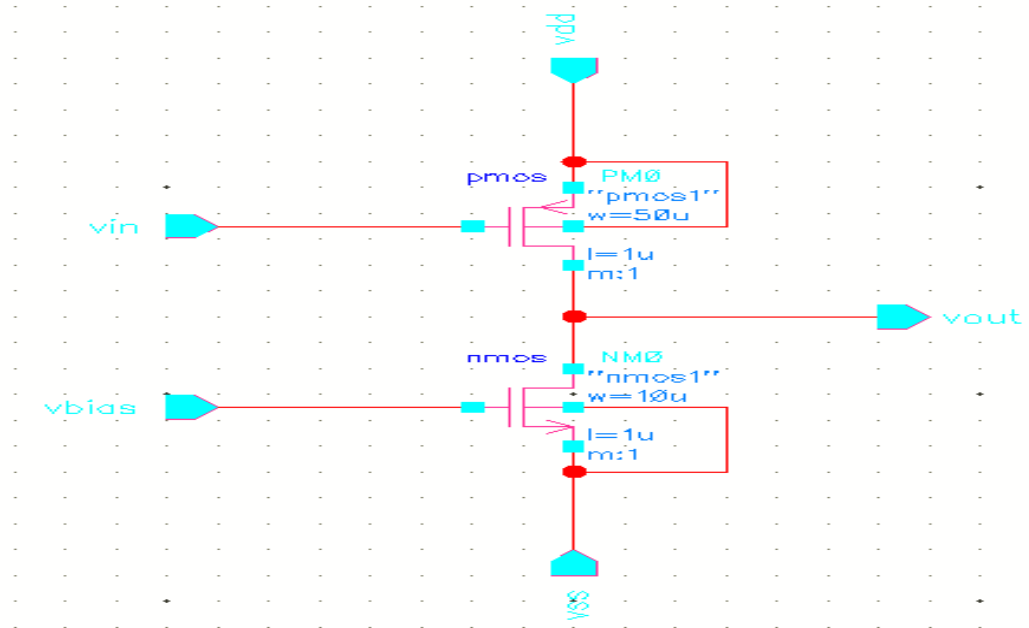 vdd
pmos
PM0
"pmos1"
w=50u
vin
l=1u
m:1
vout
nmos
NM0
"nmos1"
w=10u
vbias
l=1u
m:1
vss